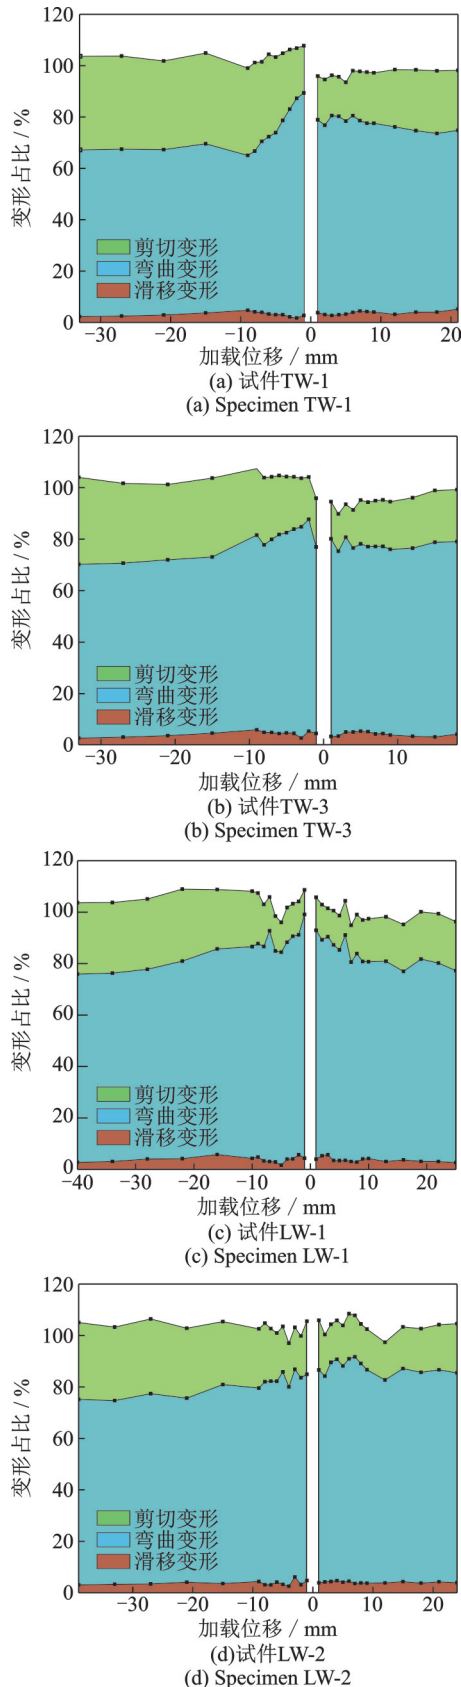 120
100
80
60
40
20
0
变形占比 / %
剪切变形
弯曲变形
滑移变形
−30 −20 −10 0 10 20
加载位移 / mm
(a) 试件TW-1
(a) Specimen TW-1
120
100
80
60
40
20
0
变形占比 / %
剪切变形
弯曲变形
滑移变形
−30 −20 −10 0 10
加载位移 / mm
(b) 试件TW-3
(b) Specimen TW-3
120
100
80
60
40
20
0
变形占比 / %
剪切变形
弯曲变形
滑移变形
−40 −30 −20 −10 0 10 20
加载位移 / mm
(c) 试件LW-1
(c) Specimen LW-1
120
100
80
60
40
20
0
变形占比 / %
剪切变形
弯曲变形
滑移变形
−30 −20 −10 0 10 20
加载位移 / mm
(d)试件LW-2
(d) Specimen LW-2